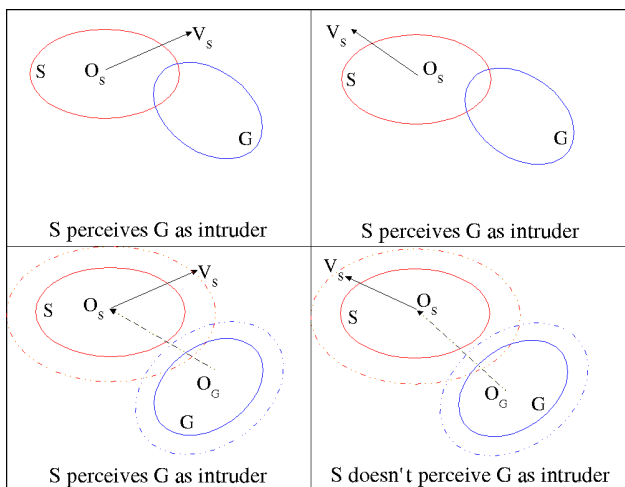 V_S
S
O_S
G
S perceives G as intruder
V_S
S
O_S
G
S perceives G as intruder
V_S
S
O_S
O_G
G
S perceives G as intruder
V_S
S
O_S
O_G
G
S doesn't perceive G as intruder